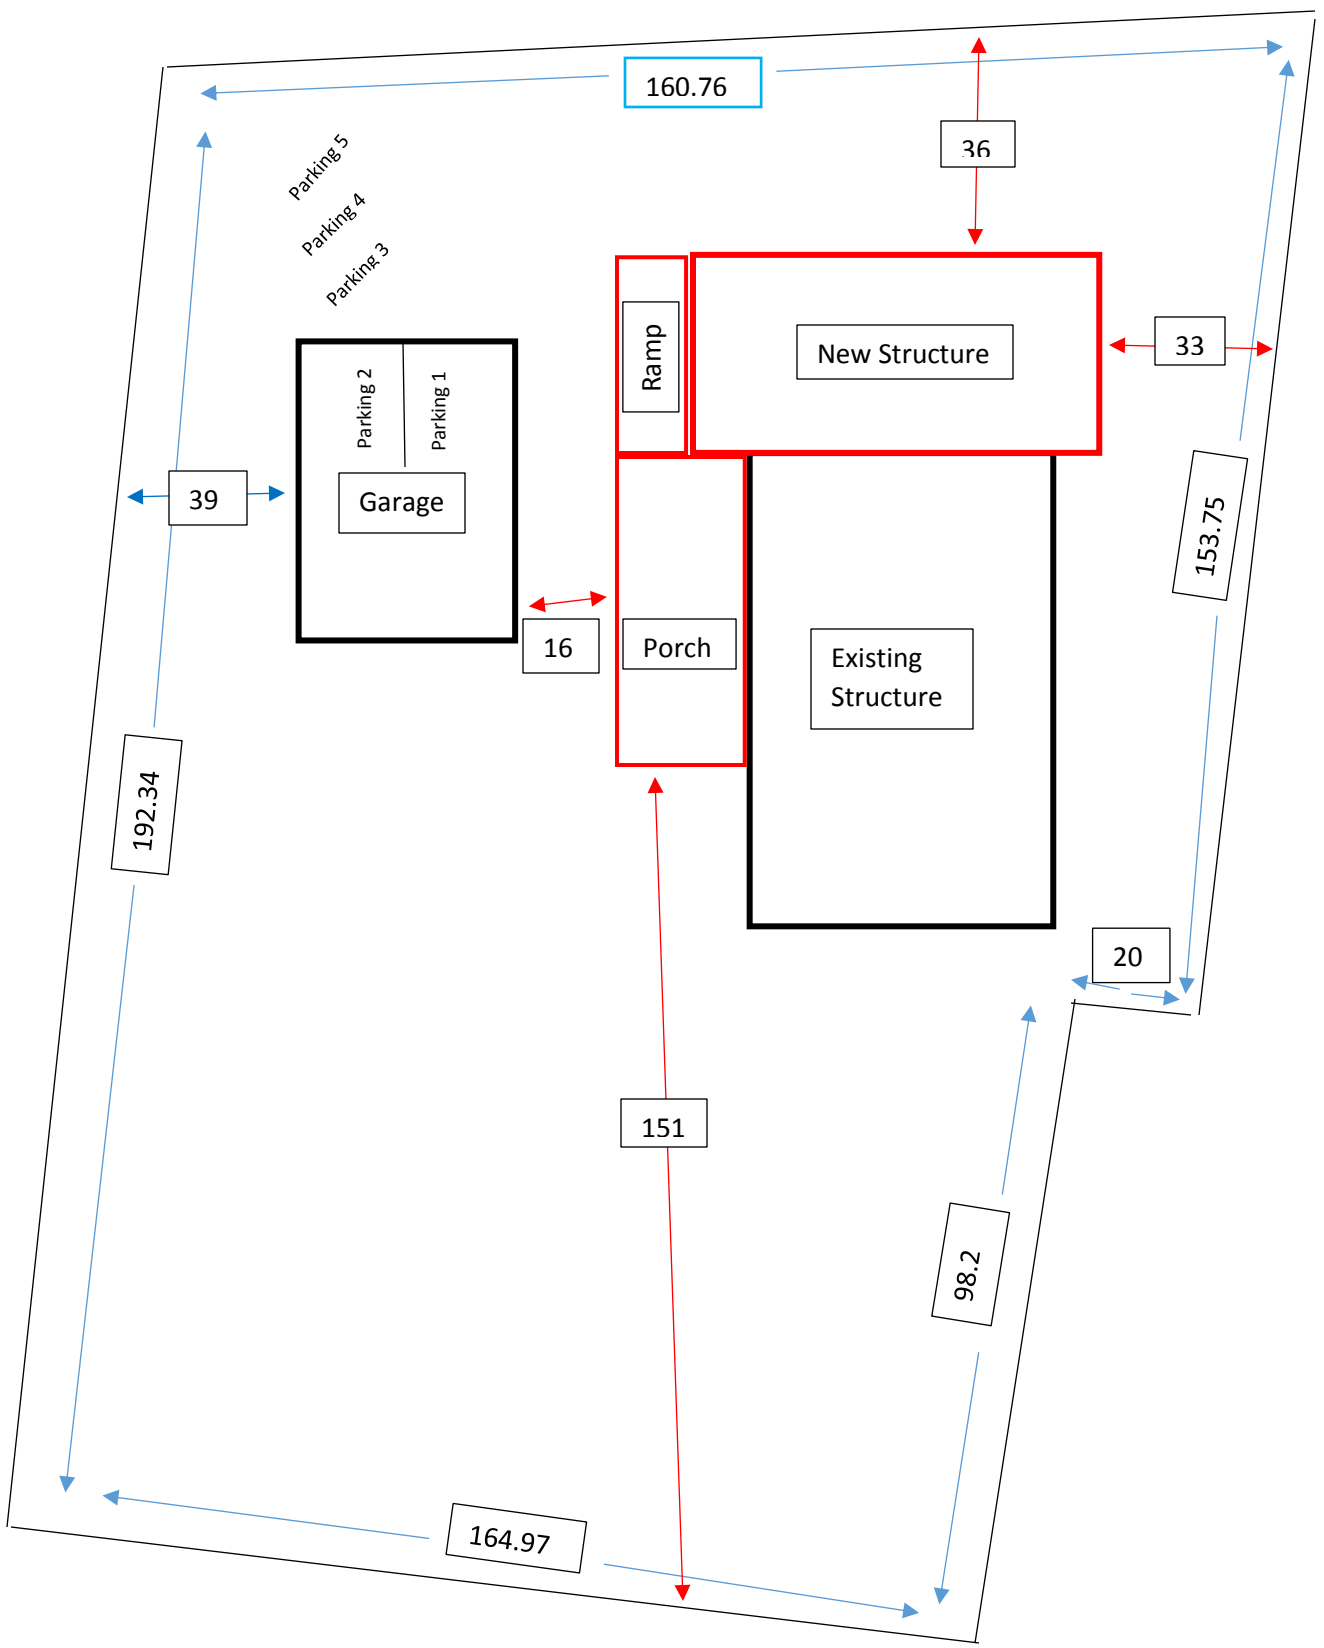 160.76
Parking 5
36
Parking 4
Parking 3
Ramp
New Structure
33
Parking 2
Parking 1
39
Garage
153.75
16
Porch
Existing
Structure
192.34
20
151
98.2
164.97